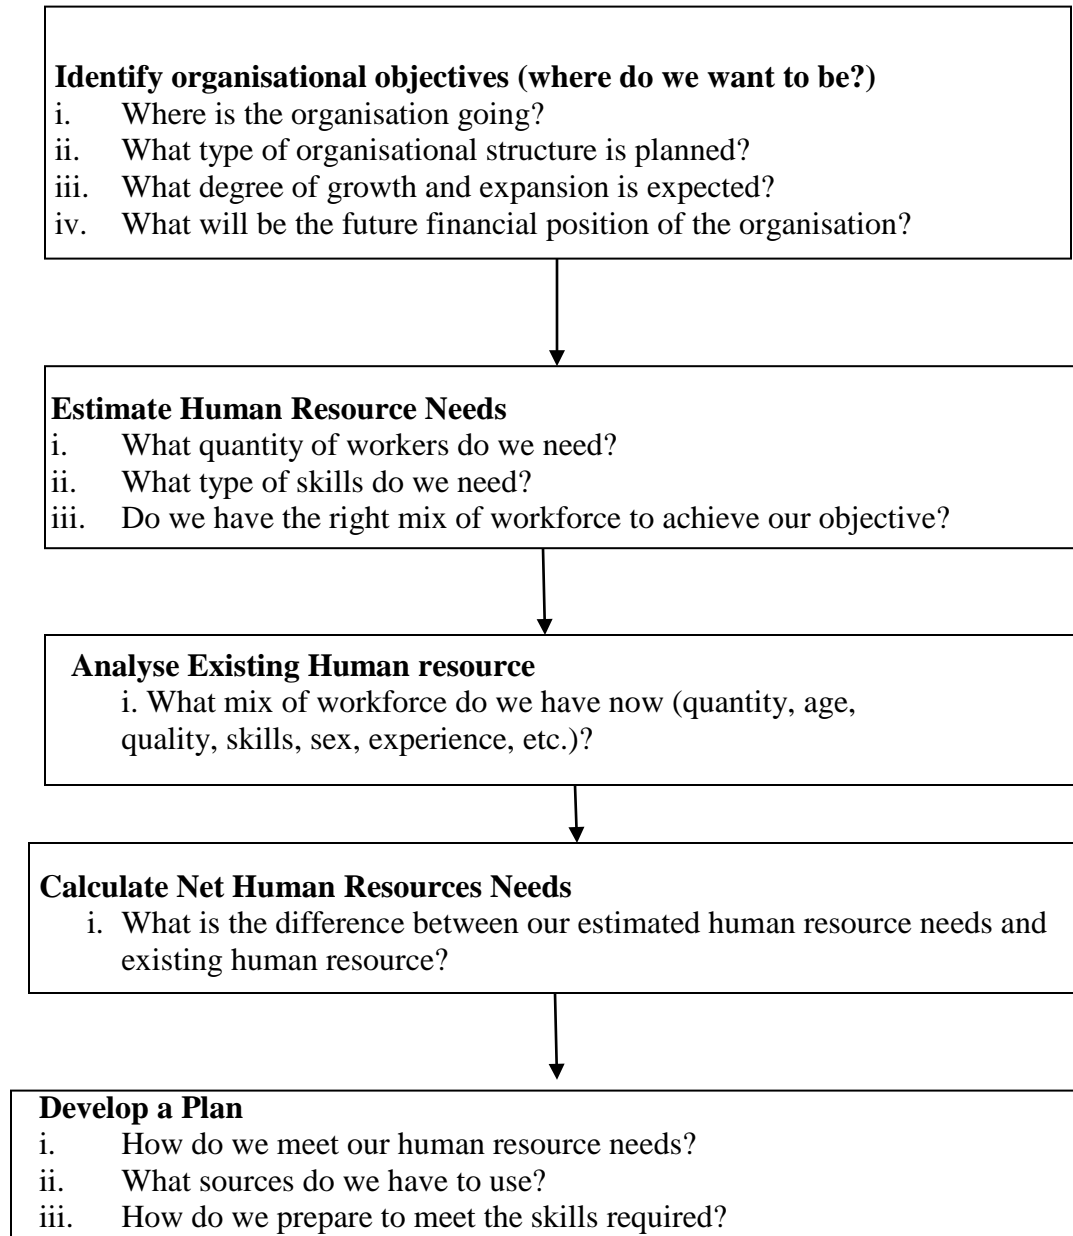 Identify organisational objectives (where do we want to be?)
i. Where is the organisation going?
ii. What type of organisational structure is planned?
iii. What degree of growth and expansion is expected?
iv. What will be the future financial position of the organisation?
Estimate Human Resource Needs
i. What quantity of workers do we need?
ii. What type of skills do we need?
iii. Do we have the right mix of workforce to achieve our objective?
Analyse Existing Human resource
i. What mix of workforce do we have now (quantity, age,
quality, skills, sex, experience, etc.)?
Calculate Net Human Resources Needs
i. What is the difference between our estimated human resource needs and
existing human resource?
Develop a Plan
i. How do we meet our human resource needs?
ii. What sources do we have to use?
iii. How do we prepare to meet the skills required?